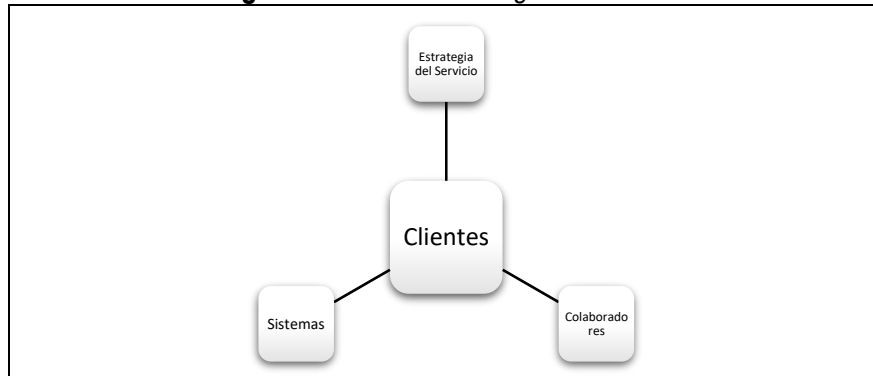 Estrategia
del Servicio
Clientes
Sistemas
Colaborado
res